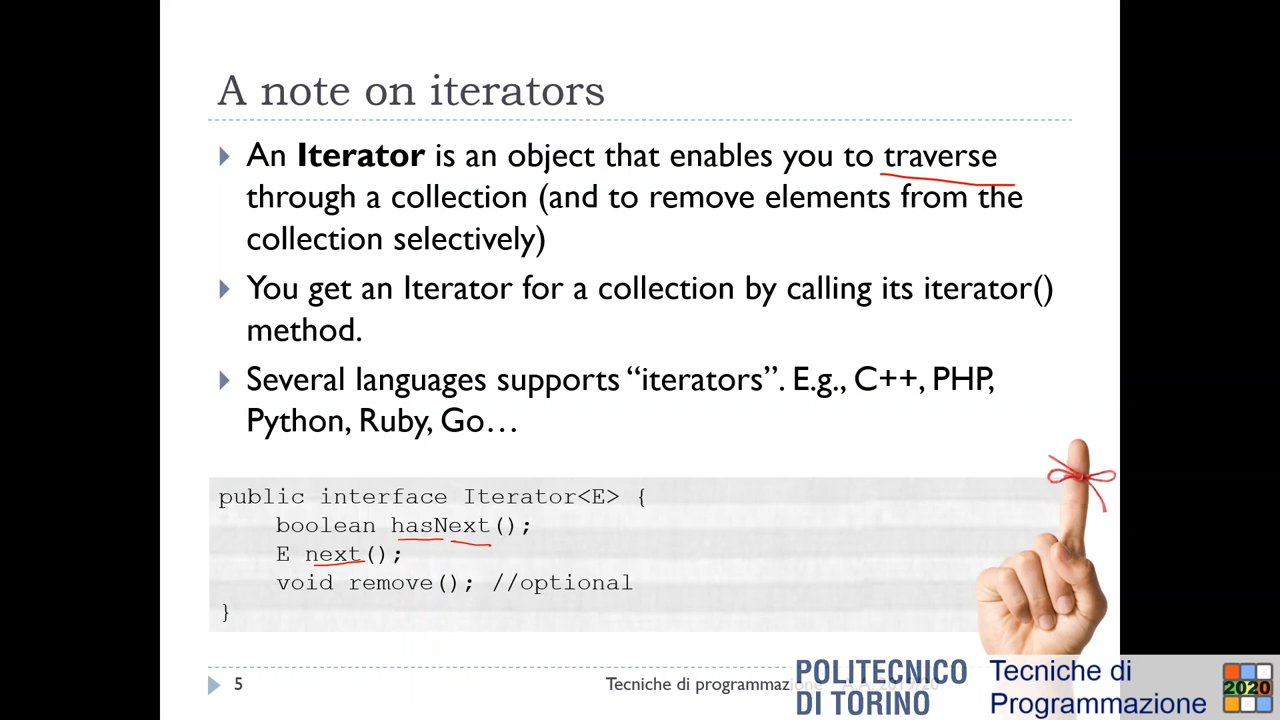 A note on iterators
An Iterator is an object that enables you to traverse
through a collection (and to remove elements from the
collection selectively)
You get an Iterator for a collection by calling its iterator()
method.
Several languages supports “iterators”. E.g., C++, PHP,
Python, Ruby, Go…
public interface Iterator<E> {
boolean hasNext();
E next();
void remove(); //optional
}
5
Tecniche di programmazione A.A. 2019/20
POLITECNICO
DI TORINO
Tecniche di
Programmazione
2020